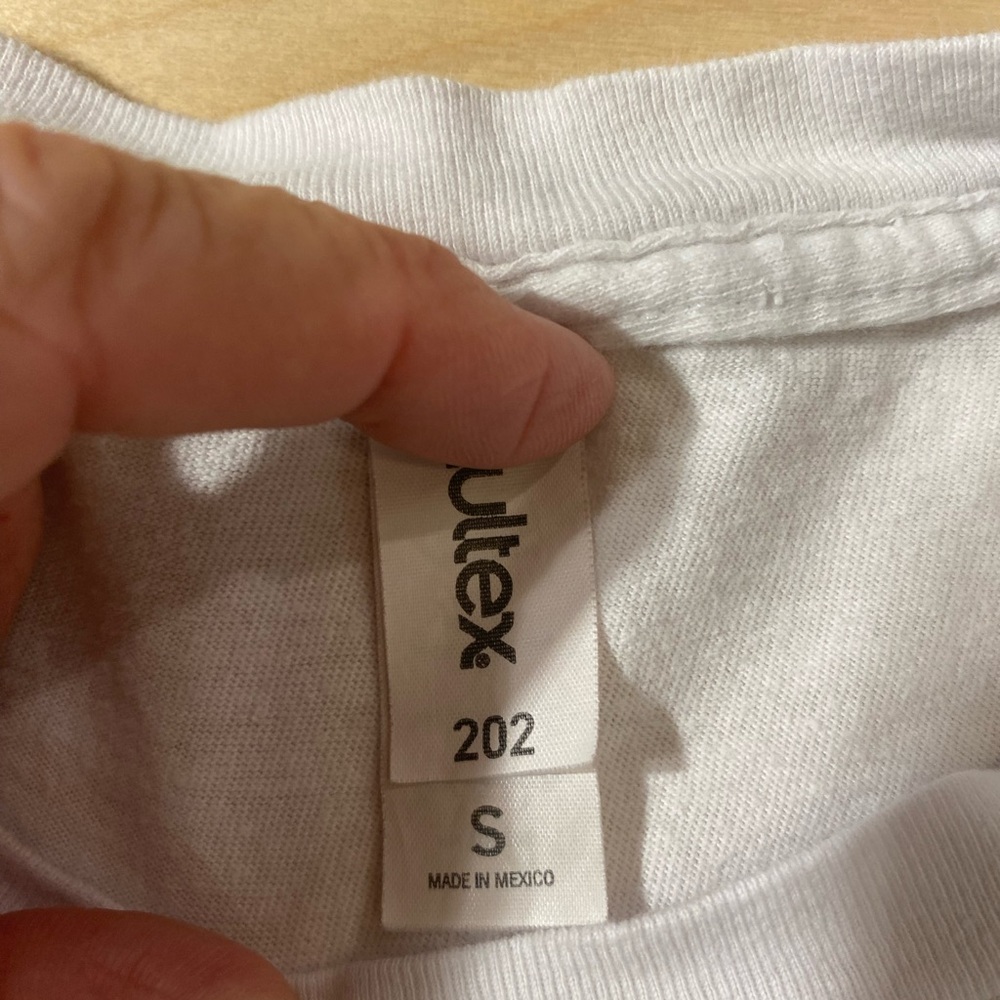 ultex.
202
S
MADE IN MEXICO